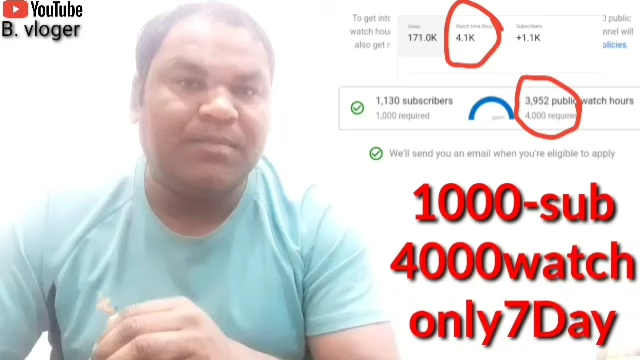 YouTube
B. vloger
To get into
watch hours
also get n
0 public
nnel will
olicies.
Views
Watch time (hours)
Subscribers
171.0K
4.1K
+1.1K
1,130 subscribers
1,000 required
3,952 public watch hours
4,000 required
We'll send you an email when you're eligible to apply
1000-sub
4000watch
only7Day